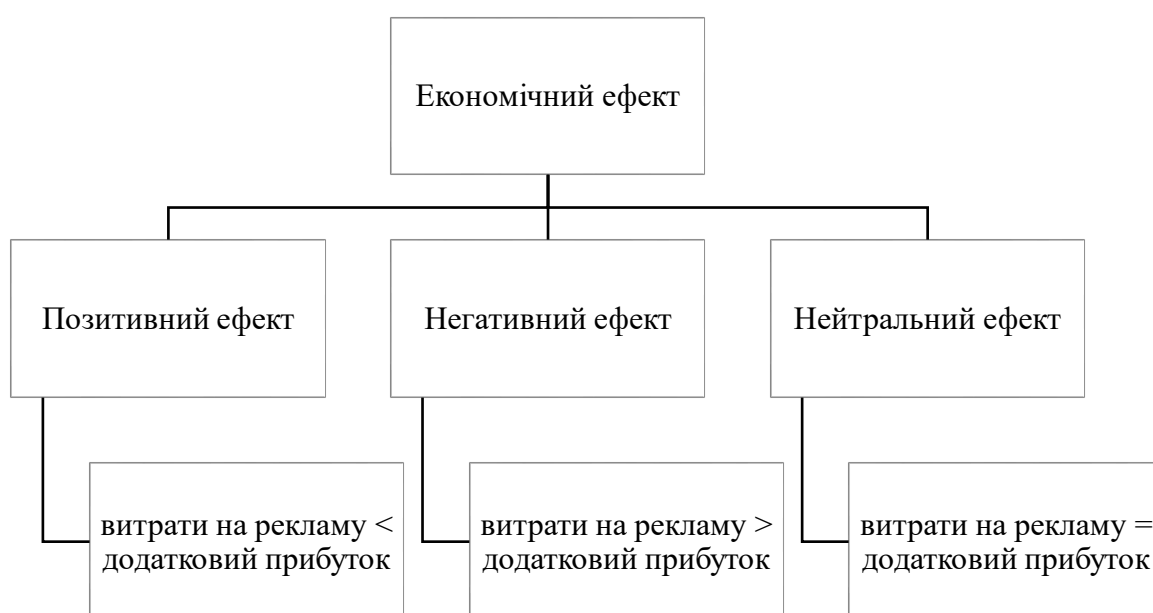 Економічний ефект
Позитивний ефект
Негативний ефект
Нейтральний ефект
витрати на рекламу <
додатковий прибуток
витрати на рекламу >
додатковий прибуток
витрати на рекламу =
додатковий прибуток